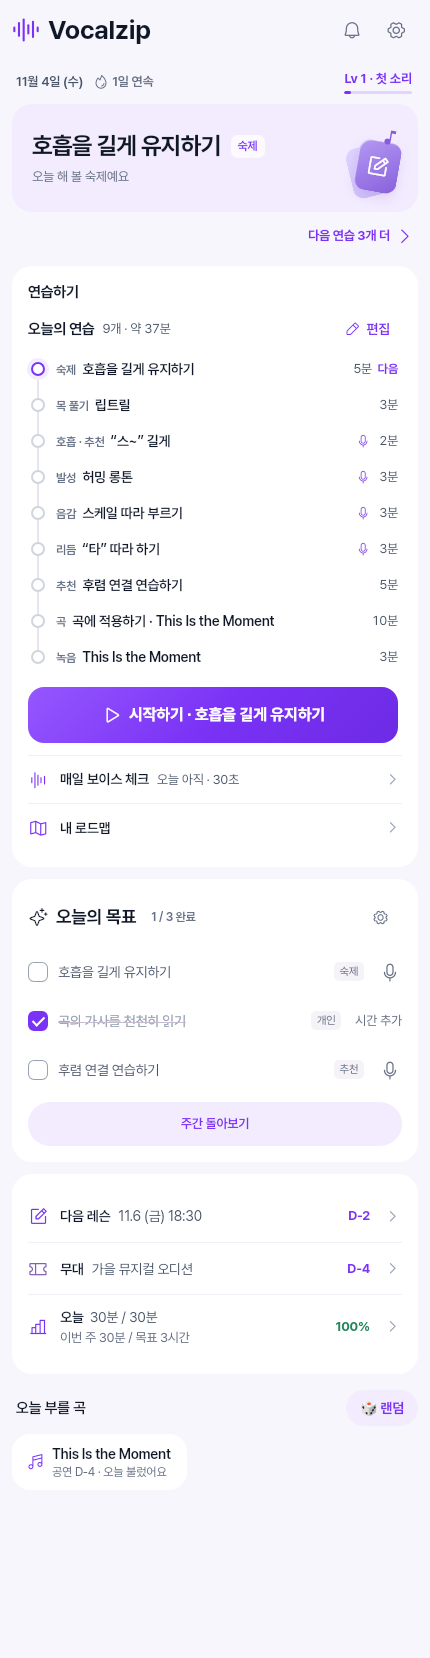 Vocalzip
11월 4일 (수) 1일 연속 Lv 1 · 첫 소리
호흡을 길게 유지하기 숙제
오늘 해 볼 숙제예요
다음 연습 3개 더
연습하기
오늘의 연습 9개 · 약 37분 편집
숙제 호흡을 길게 유지하기 5분 다음
목 풀기 립트릴 3분
호흡 · 추천 “스~” 길게 2분
발성 허밍 롱톤 3분
음감 스케일 따라 부르기 3분
리듬 “타” 따라 하기 3분
추천 후렴 연결 연습하기 5분
곡 곡에 적용하기 · This Is the Moment 10분
녹음 This Is the Moment 3분
시작하기 · 호흡을 길게 유지하기
매일 보이스 체크 오늘 아직 · 30초
내 로드맵
오늘의 목표 1 / 3 완료
호흡을 길게 유지하기 숙제
곡의 가사를 천천히 읽기 개인 시간 추가
후렴 연결 연습하기 추천
주간 돌아보기
다음 레슨 11.6 (금) 18:30 D-2
무대 가을 뮤지컬 오디션 D-4
오늘 30분 / 30분
이번 주 30분 / 목표 3시간 100%
오늘 부를 곡 랜덤
This Is the Moment
공연 D-4 · 오늘 불렀어요